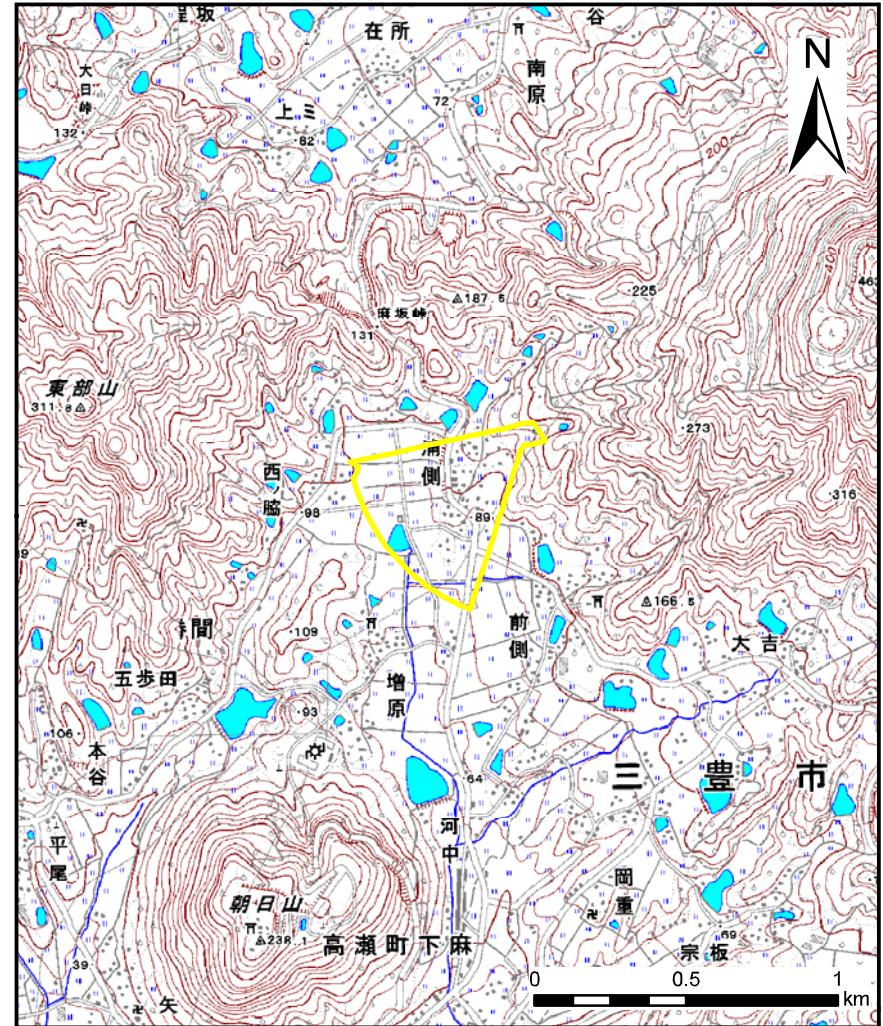 在所
谷
大日峠
南原
N
72
上ミ
132
82
200
400
463
225
187.5
麻坂峠
131
東部山
311.8
273
西脇
浦側
316
98
89
166.5
前側
大吉
109
間
五歩田
増原
106
93
本谷
64
三豊市
河中
平尾
岡重
朝日山
238.1
高瀬町下麻
69
宗板
39
矢
0 0.5 1
km